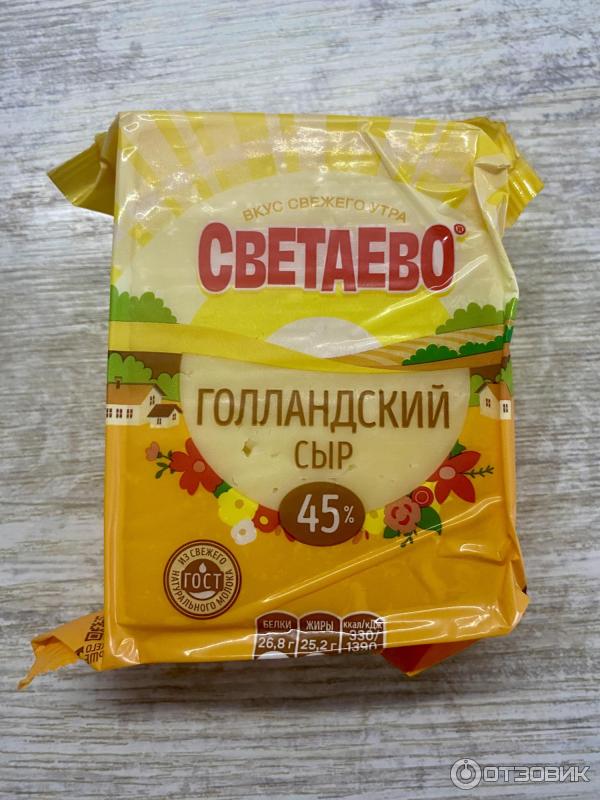 ВКУС СВЕЖЕГО УТРА
СВЕТАЕВО®
ГОЛЛАНДСКИЙ
СЫР
45%
ИЗ СВЕЖЕГО
ГОСТ
НАТУРАЛЬНОГО МОЛОКА
БЕЛКИ ЖИРЫ ккал/кДж
26,8 г 25,2 г 330/
1390
ОТЗОВИК